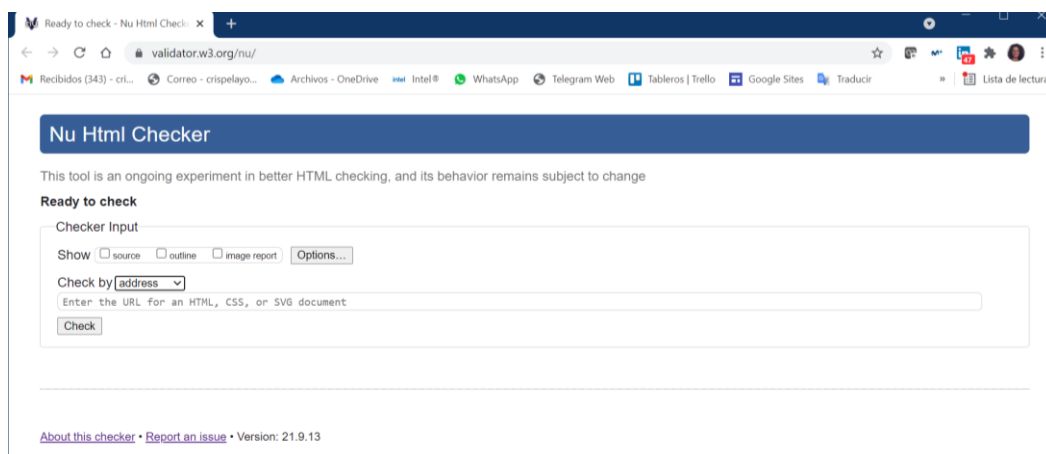 Ready to check - Nu Html Check
validator.w3.org/nu/
47
Recibidos (343) - cri... Correo - crispelayo... Archivos - OneDrive intel Intel® WhatsApp Telegram Web Tableros | Trello Google Sites Traducir » Lista de lectura
Nu Html Checker
This tool is an ongoing experiment in better HTML checking, and its behavior remains subject to change
Ready to check
Checker Input
Show source outline image report Options...
Check by address
Enter the URL for an HTML, CSS, or SVG document
Check
About this checker • Report an issue • Version: 21.9.13